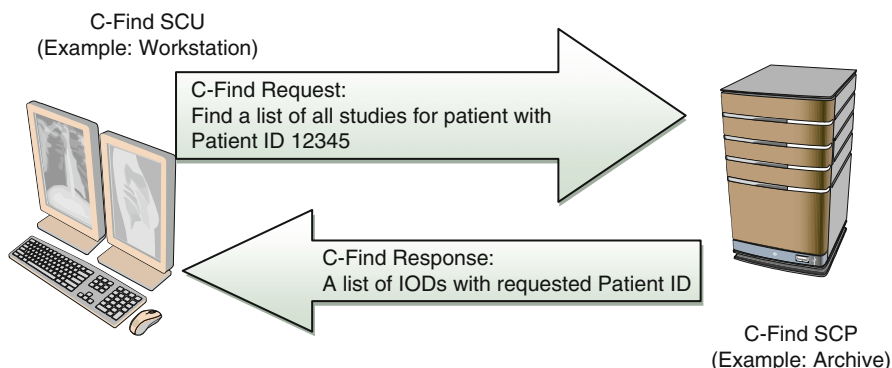 C-Find SCU
(Example: Workstation)
C-Find Request:
Find a list of all studies for patient with
Patient ID 12345
C-Find Response:
A list of IODs with requested Patient ID
C-Find SCP
(Example: Archive)